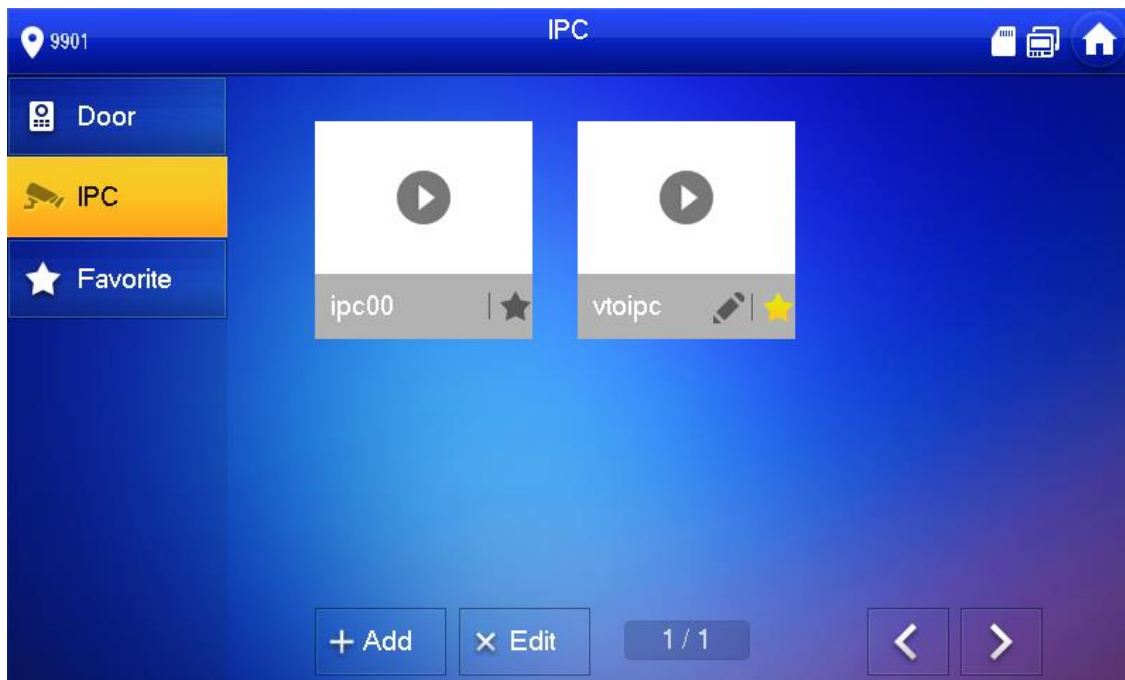 9901
IPC
Door
IPC
Favorite
ipc00
vtoipc
+ Add
× Edit
1 / 1